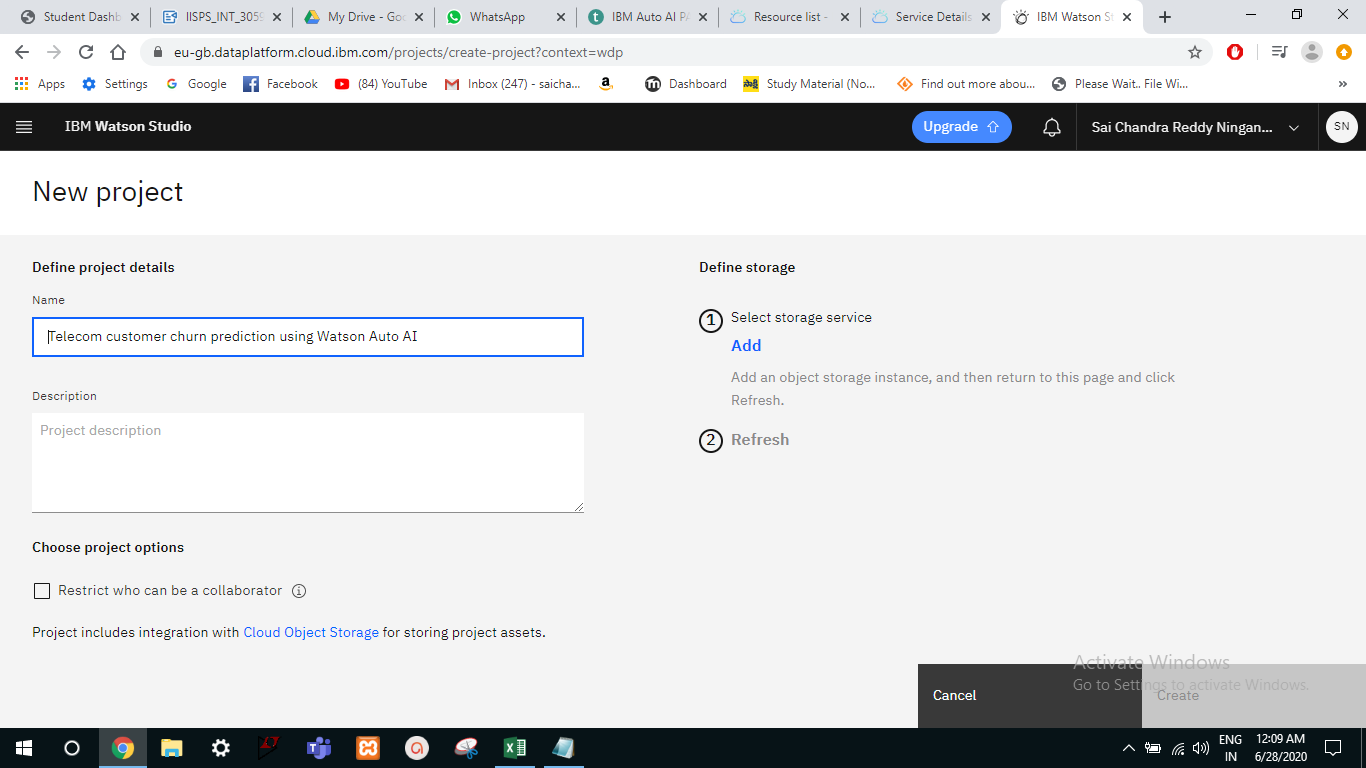 Student Dashb
IISPS_INT_3059
My Drive - Goo
WhatsApp
IBM Auto AI PA
Resource list -
Service Details
IBM Watson St
eu-gb.dataplatform.cloud.ibm.com/projects/create-project?context=wdp
Apps
Settings
Google
Facebook
(84) YouTube
Inbox (247) - saicha...
Dashboard
Study Material (No...
Find out more abou...
Please Wait.. File Wi...
»
IBM Watson Studio
Upgrade
Sai Chandra Reddy Ningan...
SN
New project
Define project details
Name
Telecom customer churn prediction using Watson Auto AI
Description
Project description
Choose project options
Restrict who can be a collaborator
Project includes integration with Cloud Object Storage for storing project assets.
Define storage
1 Select storage service
Add
Add an object storage instance, and then return to this page and click
Refresh.
2 Refresh
Activate Windows
Go to Settings to activate Windows.
Cancel
Create
ENG
IN
12:09 AM
6/28/2020